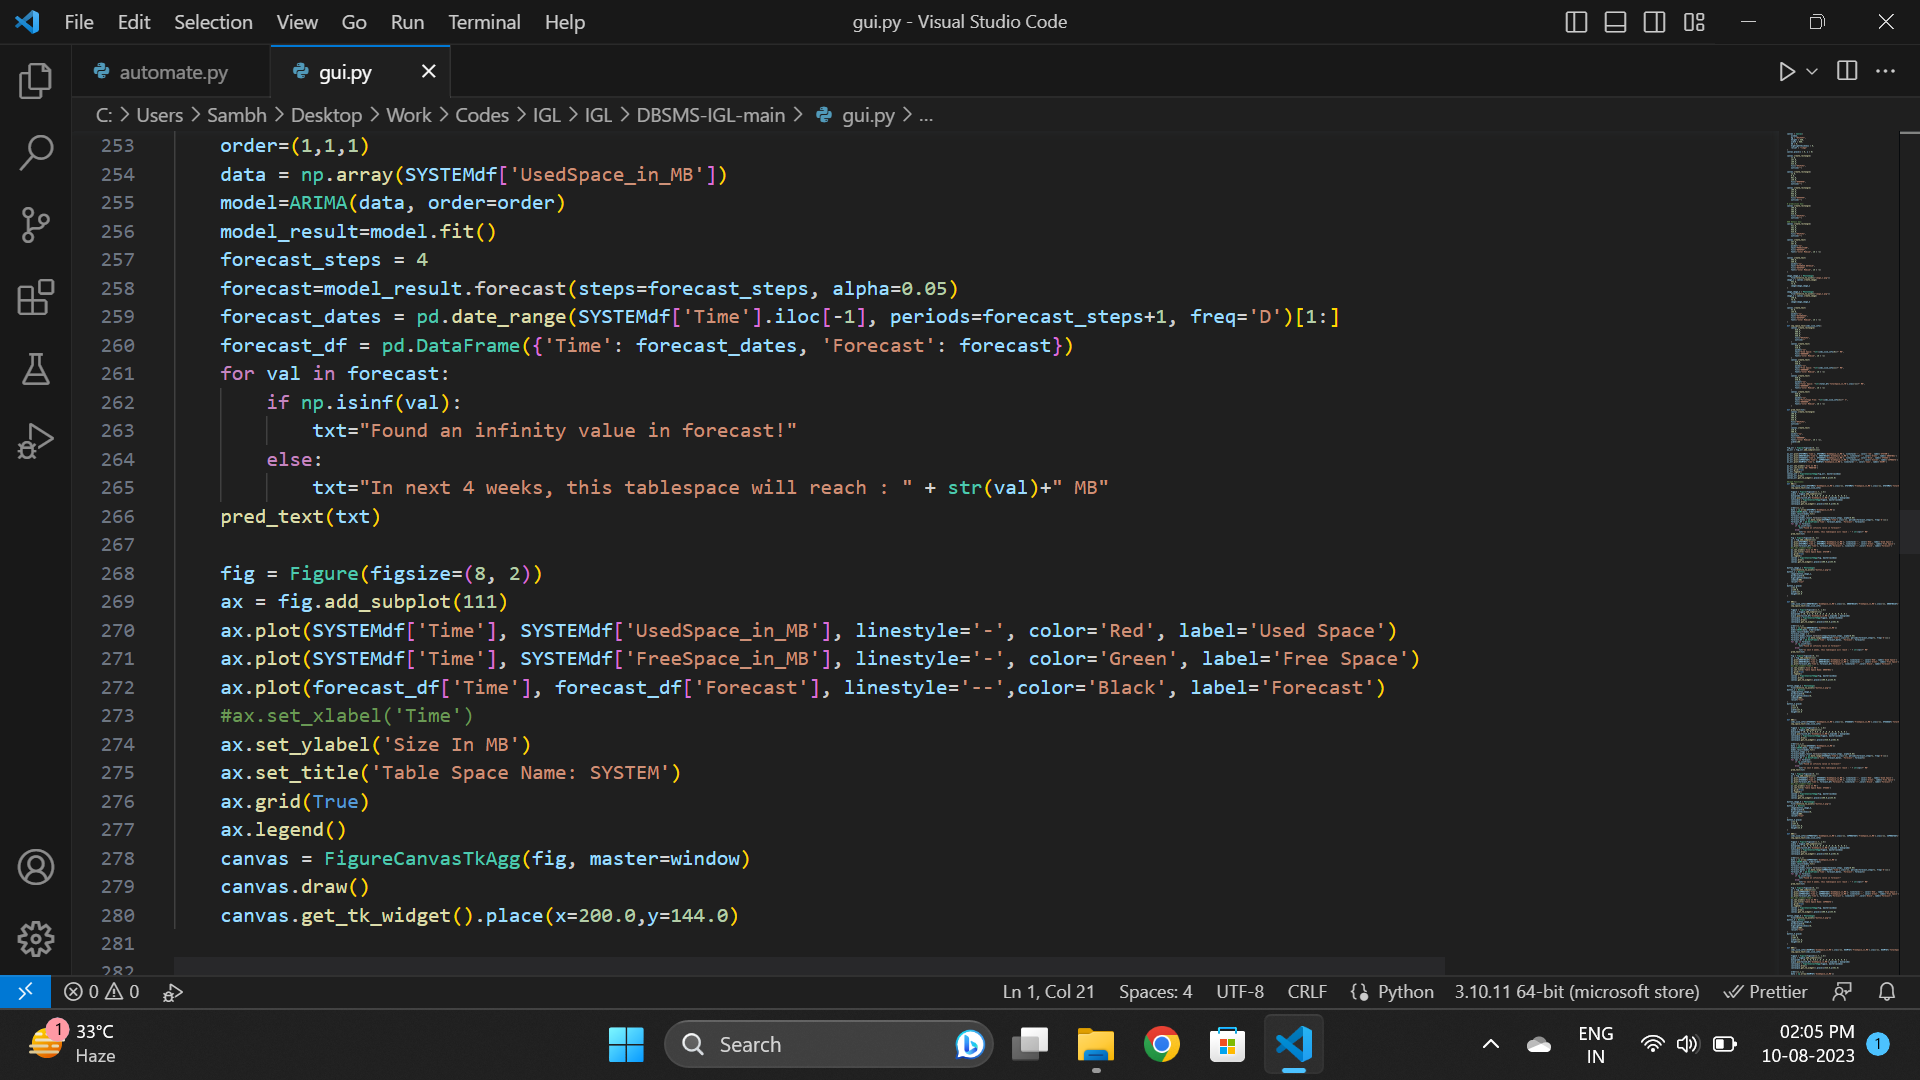 File Edit Selection View Go Run Terminal Help
gui.py - Visual Studio Code
automate.py
gui.py
C: > Users > Sambh > Desktop > Work > Codes > IGL > IGL > DBSMS-IGL-main > gui.py > ...
253 order=(1,1,1)
254 data = np.array(SYSTEMdf['UsedSpace_in_MB'])
255 model=ARIMA(data, order=order)
256 model_result=model.fit()
257 forecast_steps = 4
258 forecast=model_result.forecast(steps=forecast_steps, alpha=0.05)
259 forecast_dates = pd.date_range(SYSTEMdf['Time'].iloc[-1], periods=forecast_steps+1, freq='D')[1:]
260 forecast_df = pd.DataFrame({'Time': forecast_dates, 'Forecast': forecast})
261 for val in forecast:
262 if np.isinf(val):
263 txt="Found an infinity value in forecast!"
264 else:
265 txt="In next 4 weeks, this tablespace will reach : " + str(val)+" MB"
266 pred_text(txt)
267
268 fig = Figure(figsize=(8, 2))
269 ax = fig.add_subplot(111)
270 ax.plot(SYSTEMdf['Time'], SYSTEMdf['UsedSpace_in_MB'], linestyle='-', color='Red', label='Used Space')
271 ax.plot(SYSTEMdf['Time'], SYSTEMdf['FreeSpace_in_MB'], linestyle='-', color='Green', label='Free Space')
272 ax.plot(forecast_df['Time'], forecast_df['Forecast'], linestyle='--',color='Black', label='Forecast')
273 #ax.set_xlabel('Time')
274 ax.set_ylabel('Size In MB')
275 ax.set_title('Table Space Name: SYSTEM')
276 ax.grid(True)
277 ax.legend()
278 canvas = FigureCanvasTkAgg(fig, master=window)
279 canvas.draw()
280 canvas.get_tk_widget().place(x=200.0,y=144.0)
281
282
0 0
Ln 1, Col 21 Spaces: 4 UTF-8 CRLF Python 3.10.11 64-bit (microsoft store) Prettier
1
33°C
Haze
Search
ENG
IN
02:05 PM
10-08-2023
1